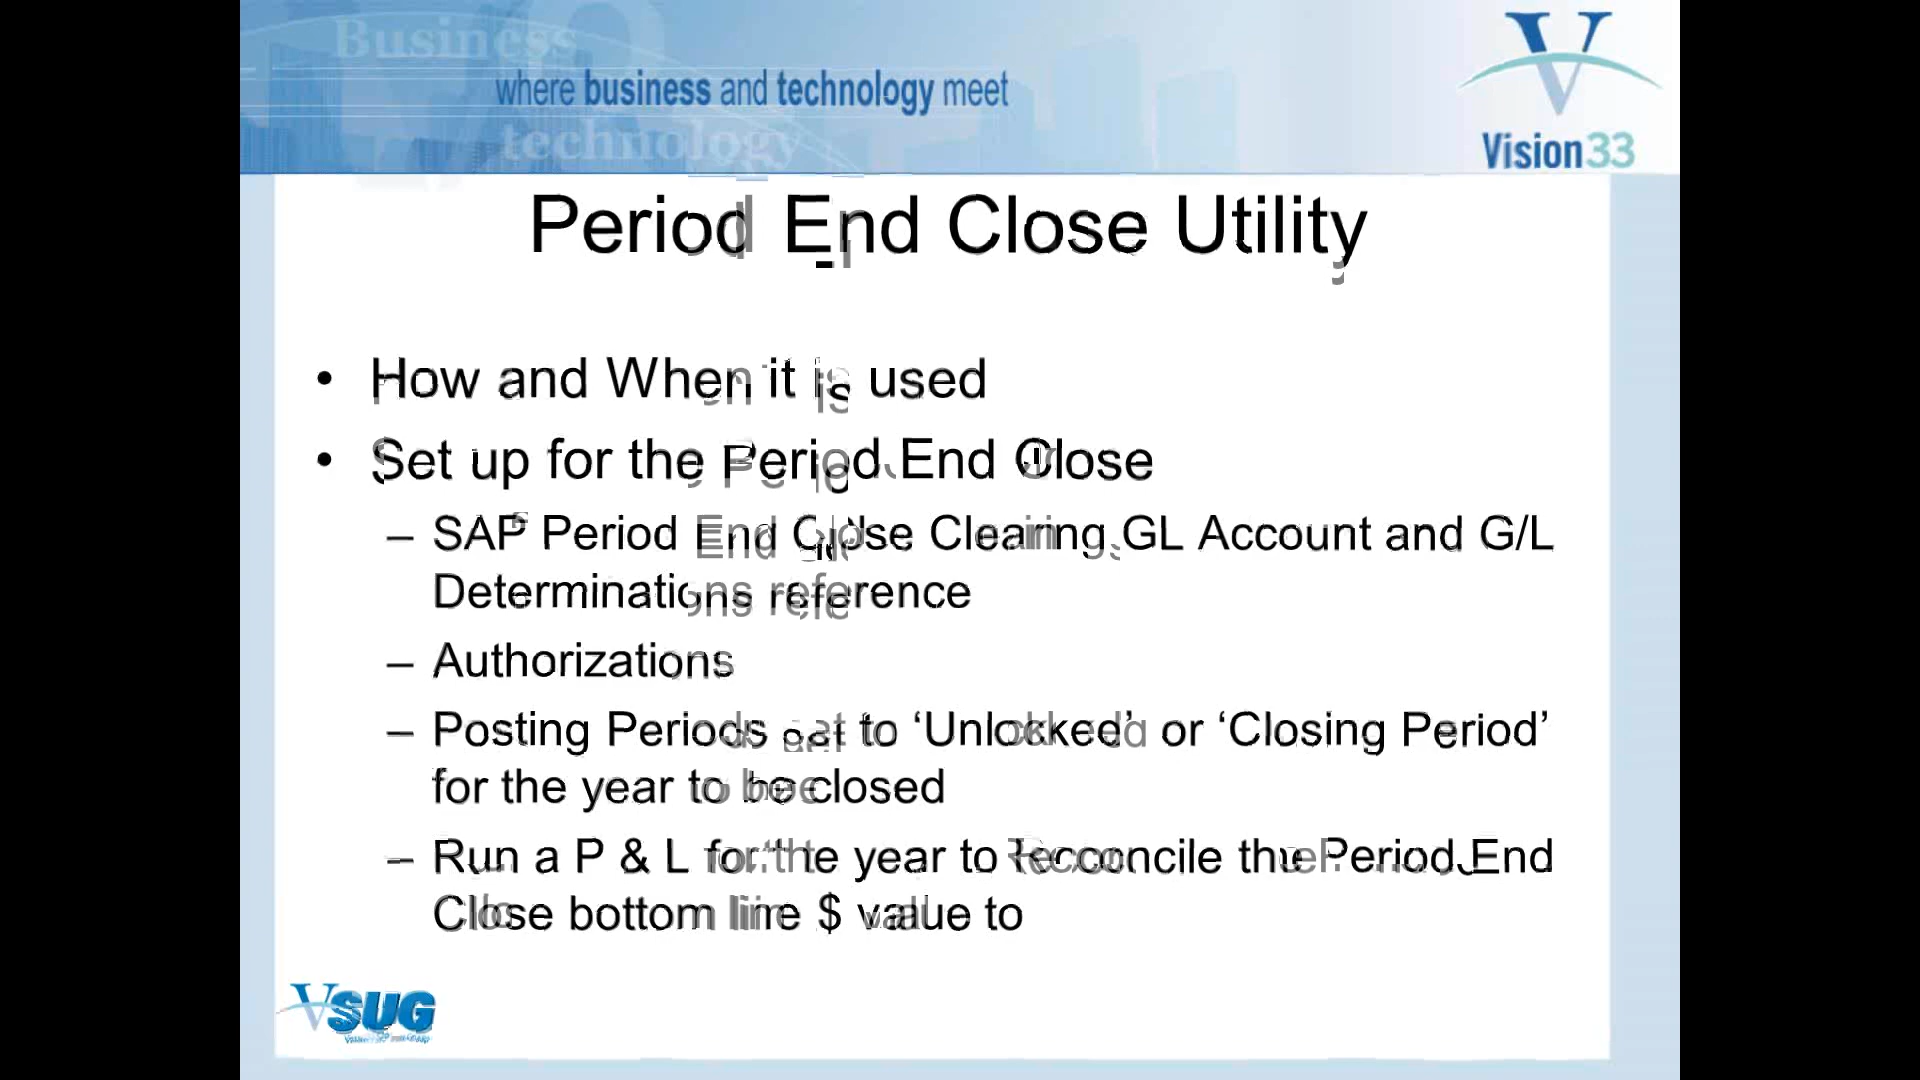 Business
where business and technology meet
technology
Vision33
Period End Close Utility
• How and When it is used
• Set up for the Period End Close
– SAP Period End Close Clearing GL Account and G/L
Determinations reference
– Authorizations
– Posting Periods set to ‘Unlocked’ or ‘Closing Period’
for the year to be closed
– Run a P & L for the year to Reconcile the Period End
Close bottom line $ value to
VSUG